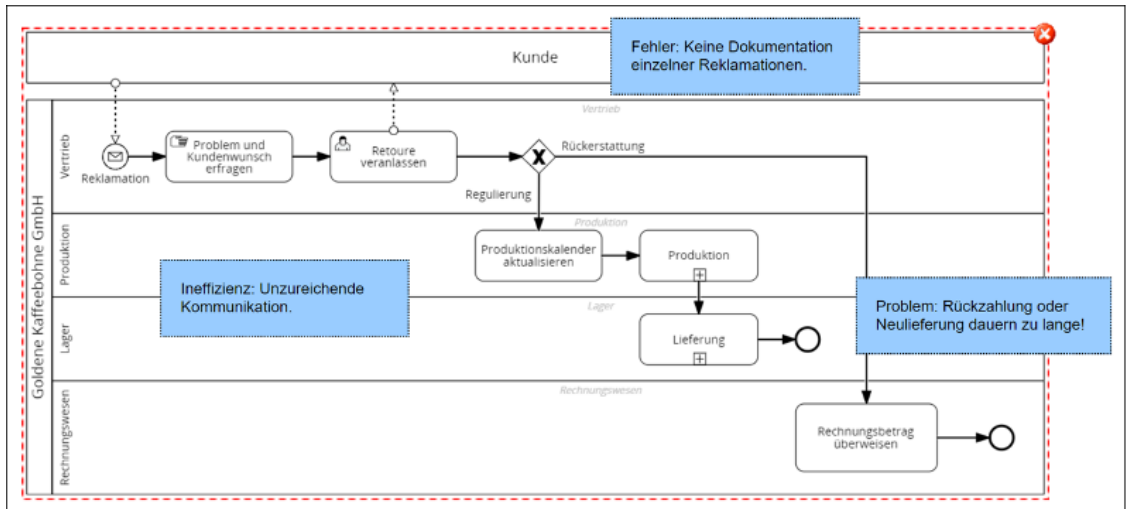 Kunde
Fehler: Keine Dokumentation
einzelner Reklamationen.
Goldene Kaffeebohne GmbH
Vertrieb
Vertrieb
Reklamation
Problem und
Kundenwunsch
erfragen
Retoure
veranlassen
X
Rückerstattung
Regulierung
Produktion
Produktion
Produktionskalender
aktualisieren
Produktion
Ineffizienz: Unzureichende
Kommunikation.
Problem: Rückzahlung oder
Neulieferung dauern zu lange!
Lager
Lager
Lieferung
Rechnungswesen
Rechnungswesen
Rechnungsbetrag
überweisen